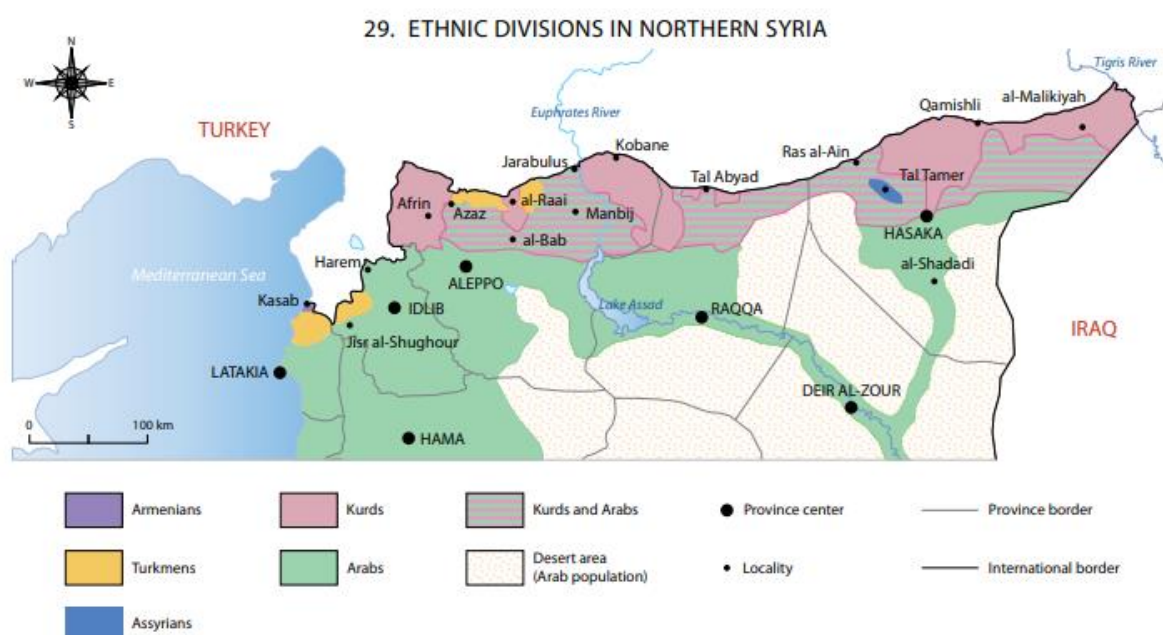 29. ETHNIC DIVISIONS IN NORTHERN SYRIA
N
W
E
S
TURKEY
Euphrates River
Tigris River
Qamishli
al-Malikiyah
Kobane
Jarabulus
Ras al-Ain
Tal Abyad
Tal Tamer
Afrin
Azaz
al-Raai
Manbij
al-Bab
HASAKA
Mediterranean Sea
Harem
ALEPPO
al-Shadadi
Kasab
IDLIB
Lake Assad
RAQQA
IRAQ
Jisr al-Shughour
LATAKIA
DEIR AL-ZOUR
0 100 km
HAMA
Armenians
Kurds
Kurds and Arabs
Province center
Province border
Turkmens
Arabs
Desert area
(Arab population)
Locality
International border
Assyrians